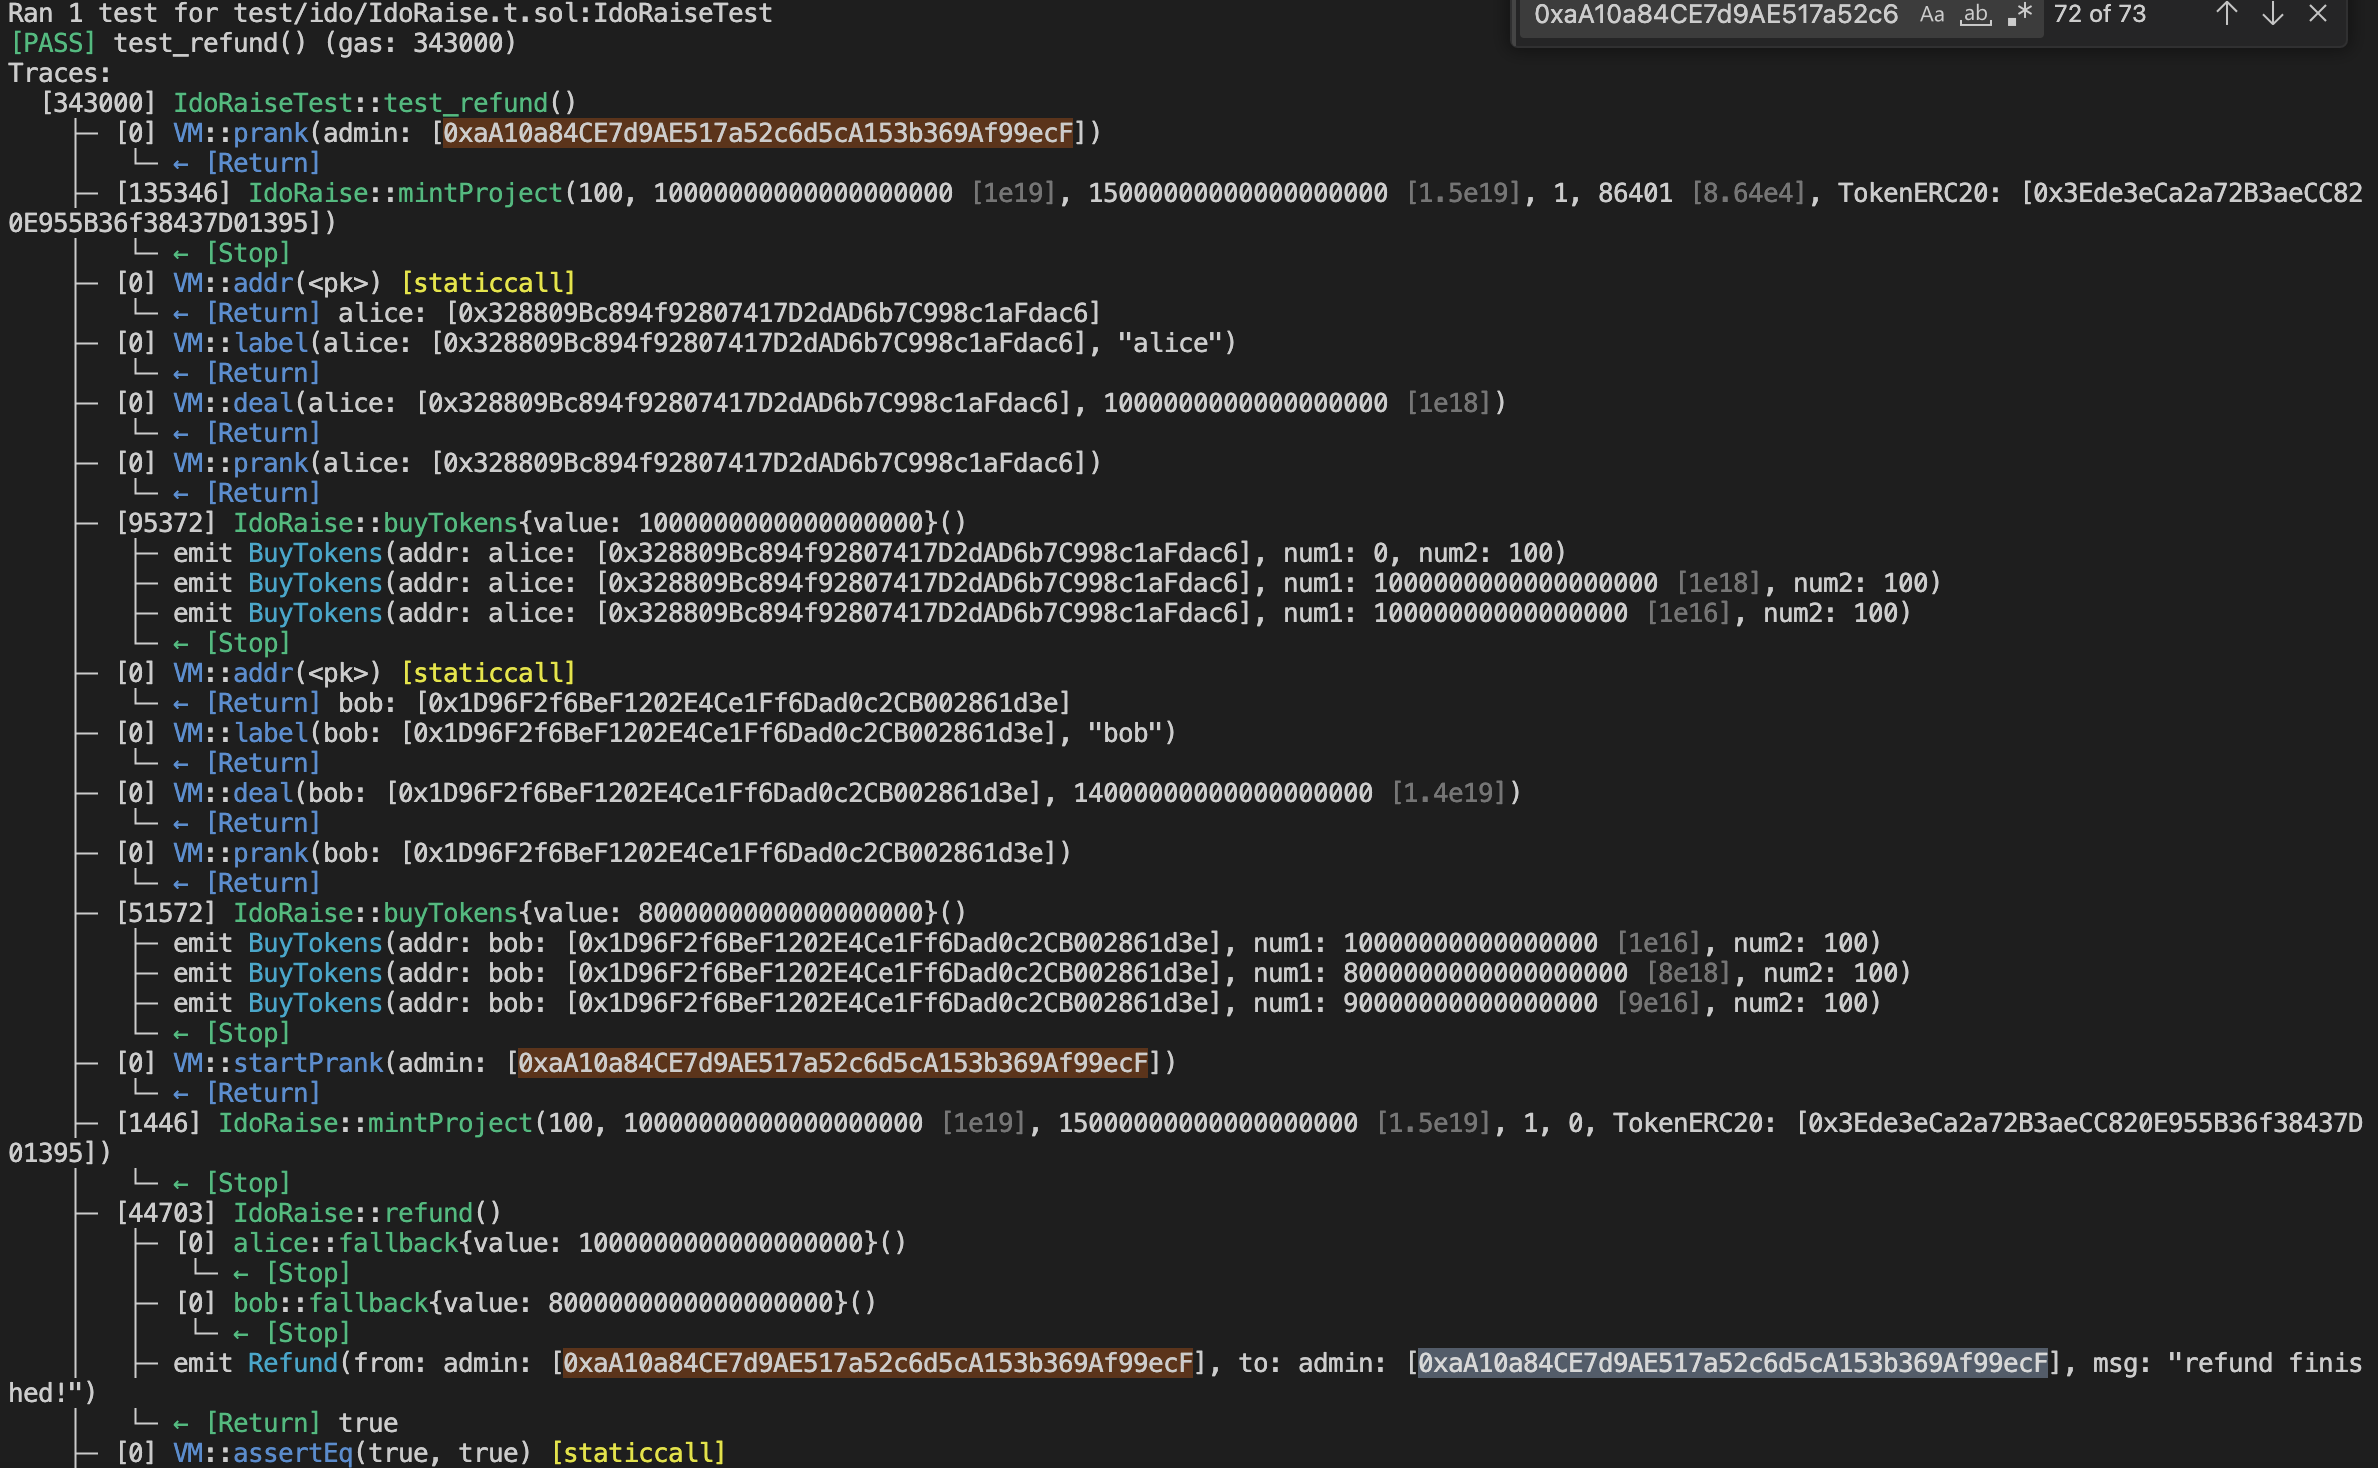 Ran 1 test for test/ido/IdoRaise.t.sol:IdoRaiseTest
0xaA10a84CE7d9AE517a52c6 Aa ab .* 72 of 73 ↑ ↓ ×
[PASS] test_refund() (gas: 343000)
Traces:
  [343000] IdoRaiseTest::test_refund()
    ├─ [0] VM::prank(admin: [0xaA10a84CE7d9AE517a52c6d5cA153b369Af99ecF])
    │   └─ ← [Return]
    ├─ [135346] IdoRaise::mintProject(100, 10000000000000000000 [1e19], 15000000000000000000 [1.5e19], 1, 86401 [8.64e4], TokenERC20: [0x3Ede3eCa2a72B3aeCC82
0E955B36f38437D01395])
    │   └─ ← [Stop]
    ├─ [0] VM::addr(<pk>) [staticcall]
    │   └─ ← [Return] alice: [0x328809Bc894f92807417D2dAD6b7C998c1aFdac6]
    ├─ [0] VM::label(alice: [0x328809Bc894f92807417D2dAD6b7C998c1aFdac6], "alice")
    │   └─ ← [Return]
    ├─ [0] VM::deal(alice: [0x328809Bc894f92807417D2dAD6b7C998c1aFdac6], 1000000000000000000 [1e18])
    │   └─ ← [Return]
    ├─ [0] VM::prank(alice: [0x328809Bc894f92807417D2dAD6b7C998c1aFdac6])
    │   └─ ← [Return]
    ├─ [95372] IdoRaise::buyTokens{value: 1000000000000000000}()
    │   ├─ emit BuyTokens(addr: alice: [0x328809Bc894f92807417D2dAD6b7C998c1aFdac6], num1: 0, num2: 100)
    │   ├─ emit BuyTokens(addr: alice: [0x328809Bc894f92807417D2dAD6b7C998c1aFdac6], num1: 1000000000000000000 [1e18], num2: 100)
    │   ├─ emit BuyTokens(addr: alice: [0x328809Bc894f92807417D2dAD6b7C998c1aFdac6], num1: 10000000000000000 [1e16], num2: 100)
    │   └─ ← [Stop]
    ├─ [0] VM::addr(<pk>) [staticcall]
    │   └─ ← [Return] bob: [0x1D96F2f6BeF1202E4Ce1Ff6Dad0c2CB002861d3e]
    ├─ [0] VM::label(bob: [0x1D96F2f6BeF1202E4Ce1Ff6Dad0c2CB002861d3e], "bob")
    │   └─ ← [Return]
    ├─ [0] VM::deal(bob: [0x1D96F2f6BeF1202E4Ce1Ff6Dad0c2CB002861d3e], 14000000000000000000 [1.4e19])
    │   └─ ← [Return]
    ├─ [0] VM::prank(bob: [0x1D96F2f6BeF1202E4Ce1Ff6Dad0c2CB002861d3e])
    │   └─ ← [Return]
    ├─ [51572] IdoRaise::buyTokens{value: 8000000000000000000}()
    │   ├─ emit BuyTokens(addr: bob: [0x1D96F2f6BeF1202E4Ce1Ff6Dad0c2CB002861d3e], num1: 10000000000000000 [1e16], num2: 100)
    │   ├─ emit BuyTokens(addr: bob: [0x1D96F2f6BeF1202E4Ce1Ff6Dad0c2CB002861d3e], num1: 8000000000000000000 [8e18], num2: 100)
    │   ├─ emit BuyTokens(addr: bob: [0x1D96F2f6BeF1202E4Ce1Ff6Dad0c2CB002861d3e], num1: 90000000000000000 [9e16], num2: 100)
    │   └─ ← [Stop]
    ├─ [0] VM::startPrank(admin: [0xaA10a84CE7d9AE517a52c6d5cA153b369Af99ecF])
    │   └─ ← [Return]
    ├─ [1446] IdoRaise::mintProject(100, 10000000000000000000 [1e19], 15000000000000000000 [1.5e19], 1, 0, TokenERC20: [0x3Ede3eCa2a72B3aeCC820E955B36f38437D
01395])
    │   └─ ← [Stop]
    ├─ [44703] IdoRaise::refund()
    │   ├─ [0] alice::fallback{value: 1000000000000000000}()
    │   │   └─ ← [Stop]
    │   ├─ [0] bob::fallback{value: 8000000000000000000}()
    │   │   └─ ← [Stop]
    │   ├─ emit Refund(from: admin: [0xaA10a84CE7d9AE517a52c6d5cA153b369Af99ecF], to: admin: [0xaA10a84CE7d9AE517a52c6d5cA153b369Af99ecF], msg: "refund finis
hed!")
    │   └─ ← [Return] true
    ├─ [0] VM::assertEq(true, true) [staticcall]